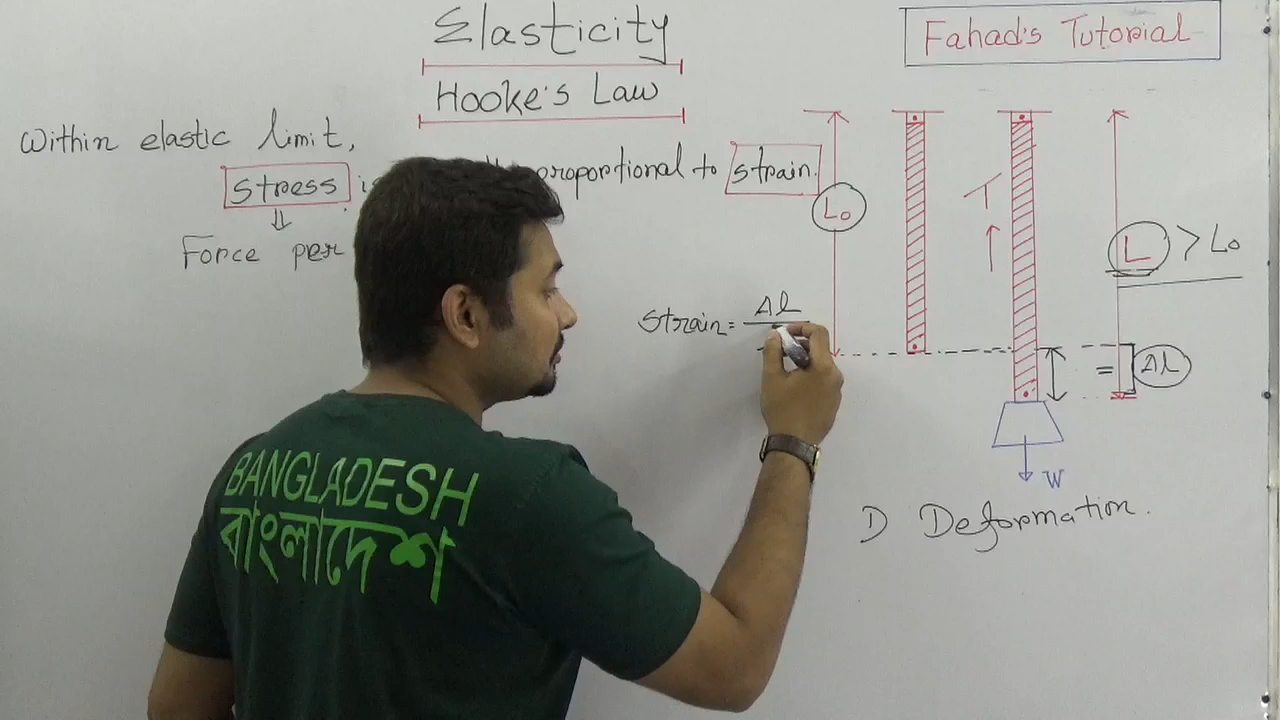 Elasticity
Hooke's Law
Fahad's Tutorial
Within elastic limit,
Stress proportional to strain.
Force per
Strain = Δl
L₀
T
L > L₀
= Δl
W
D Deformation.
BANGLADESH
বাংলাদেশ